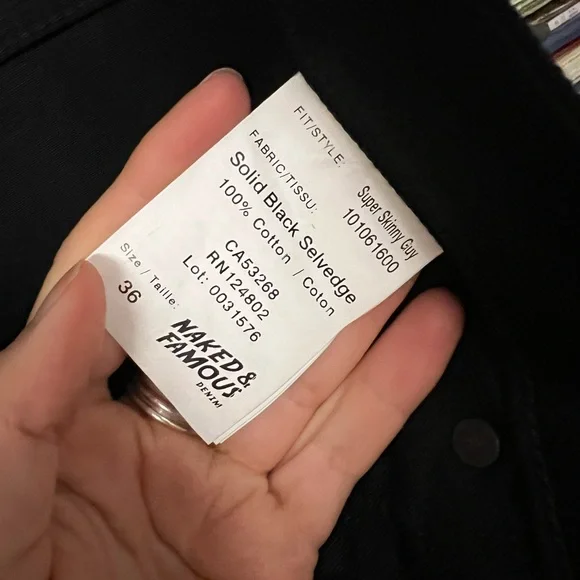 FIT/STYLE:
Super Skinny Guy
101061600
FABRIC/TISSU:
Solid Black Selvedge
100% Cotton / Coton
CA53268
RN124802
Lot: 0031576
Size / Taille:
36
NAKED &
FAMOUS
DENIM